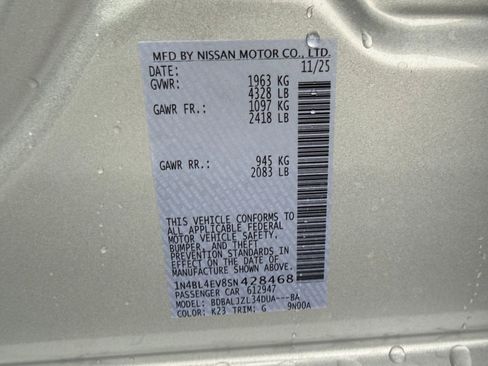 MFD BY NISSAN MOTOR CO., LTD.
DATE: 11/25
GVWR: 1963 KG
4328 LB
GAWR FR.: 1097 KG
2418 LB
GAWR RR.: 945 KG
2083 LB
THIS VEHICLE CONFORMS TO
ALL APPLICABLE FEDERAL
MOTOR VEHICLE SAFETY,
BUMPER, AND THEFT
PREVENTION STANDARDS IN
EFFECT ON THE DATE OF
MANUFACTURE SHOWN ABOVE.
1N4BL4EV8SN428468
PASSENGER CAR 612947
MODEL: BDBALJZL34DUA---BA
COLOR: K23 TRIM: G 9N00A